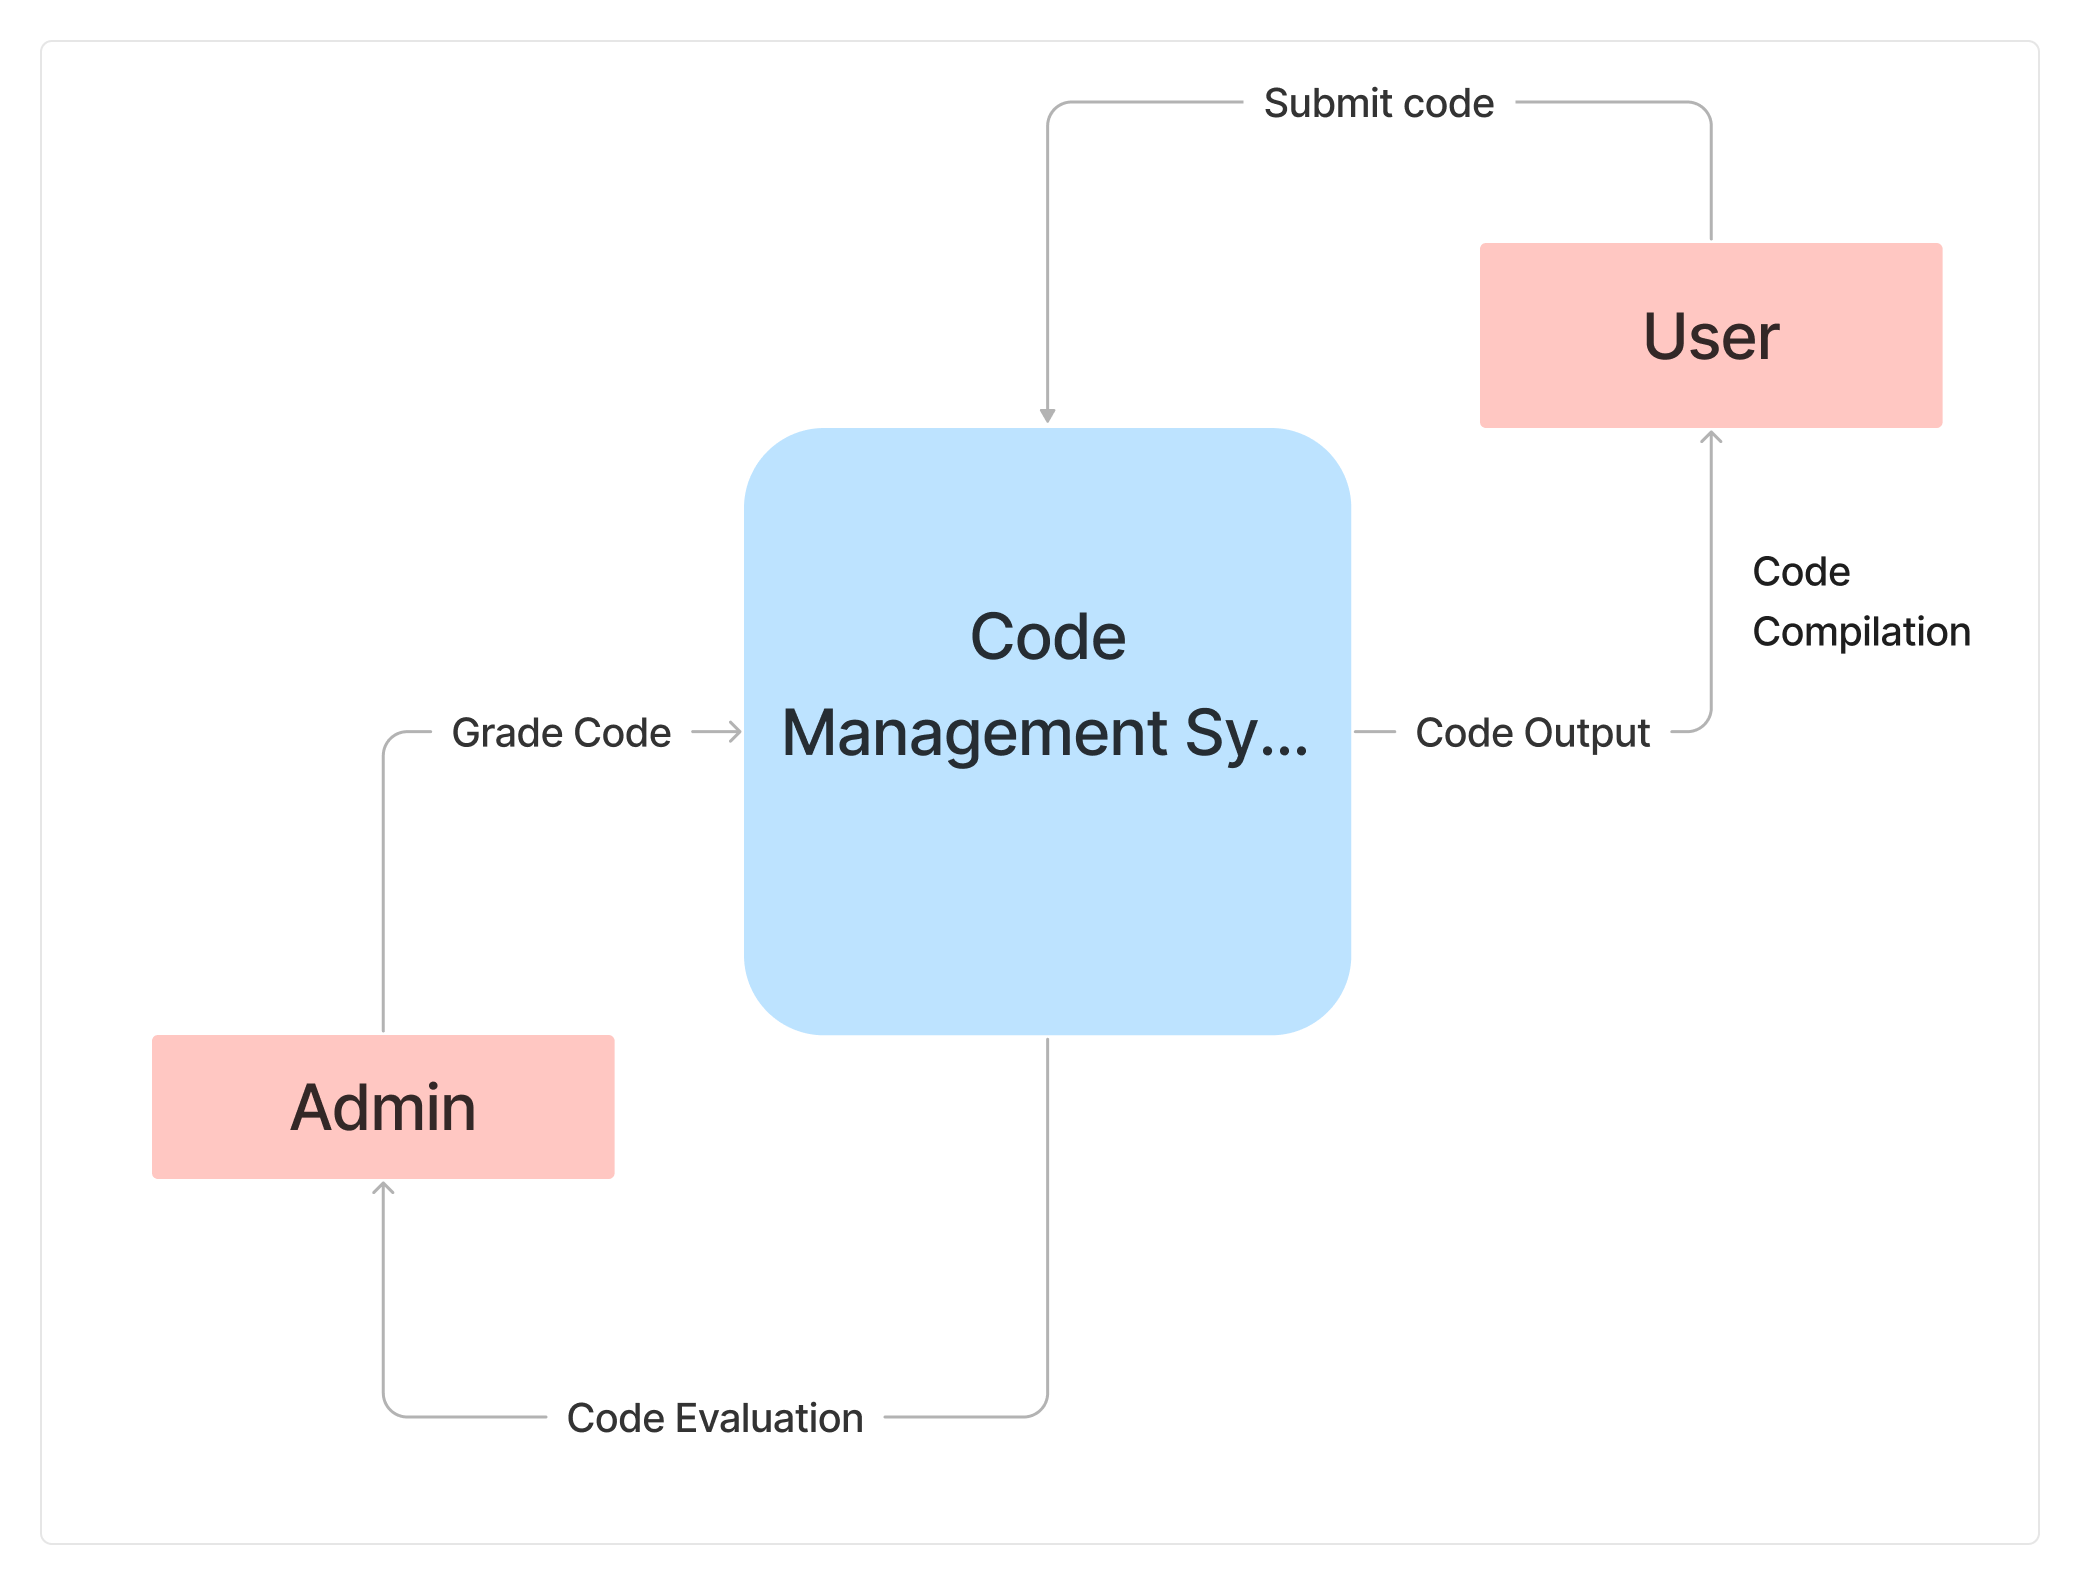 Submit code
User
Code
Compilation
Code
Management Sy...
Grade Code
Code Output
Admin
Code Evaluation